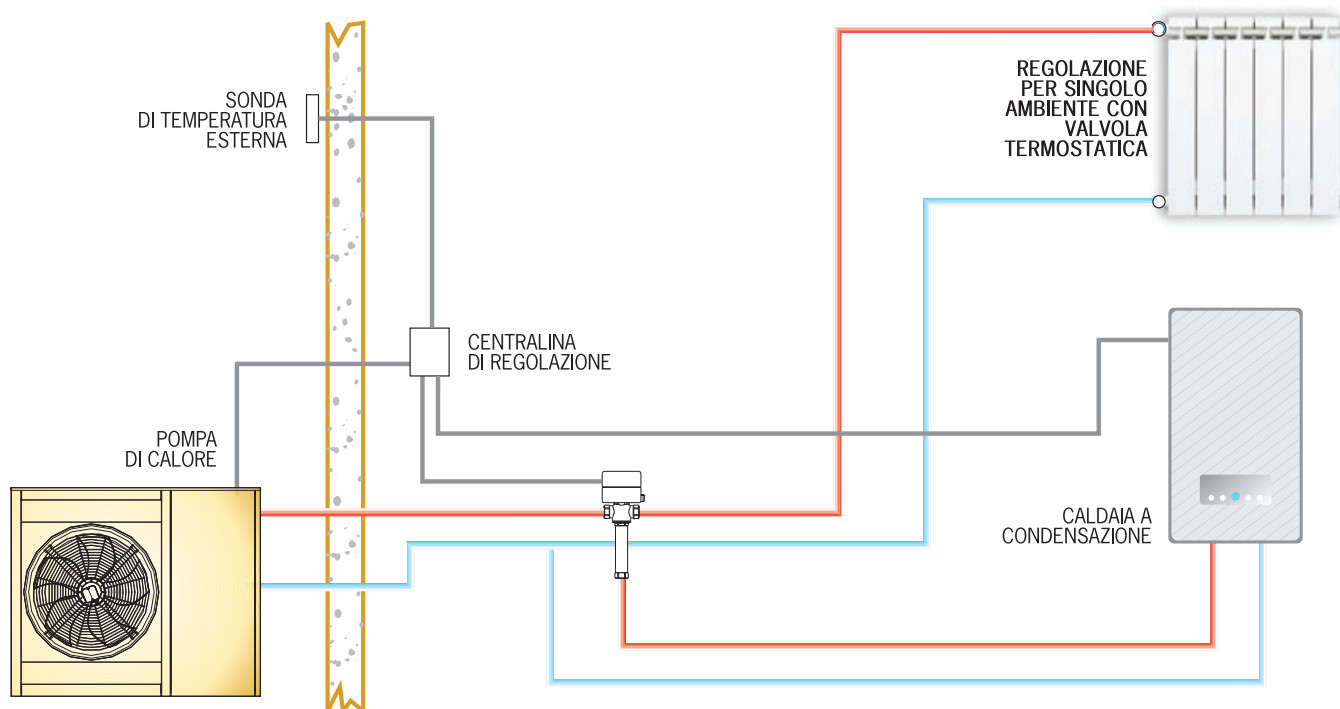 SONDA
DI TEMPERATURA
ESTERNA
REGOLAZIONE
PER SINGOLO
AMBIENTE CON
VALVOLA
TERMOSTATICA
CENTRALINA
DI REGOLAZIONE
POMPA
DI CALORE
CALDAIA A
CONDENSAZIONE